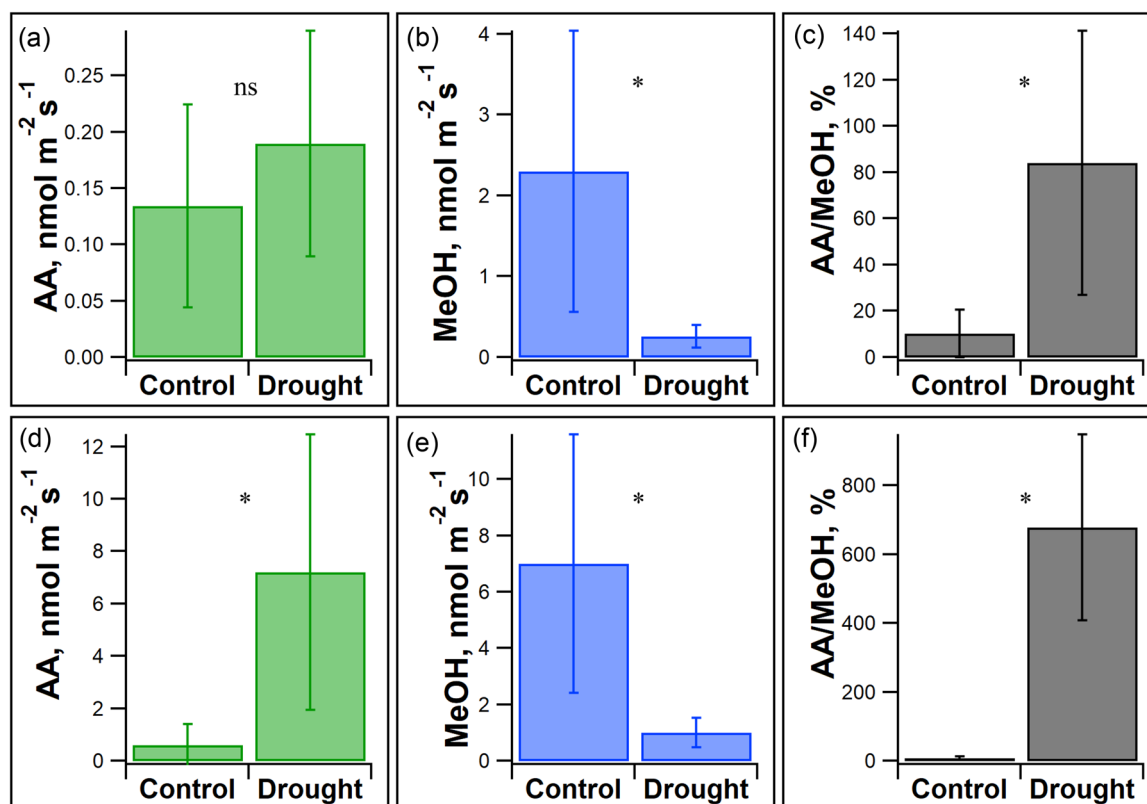 (a)
AA, nmol m⁻² s⁻¹
0.25
0.20
0.15
0.10
0.05
0.00
ns
Control Drought
(b)
MeOH, nmol m⁻² s⁻¹
4
3
2
1
0
*
Control Drought
(c)
AA/MeOH, %
140
120
100
80
60
40
20
0
*
Control Drought
(d)
AA, nmol m⁻² s⁻¹
12
10
8
6
4
2
0
*
Control Drought
(e)
MeOH, nmol m⁻² s⁻¹
10
8
6
4
2
0
*
Control Drought
(f)
AA/MeOH, %
800
600
400
200
0
*
Control Drought